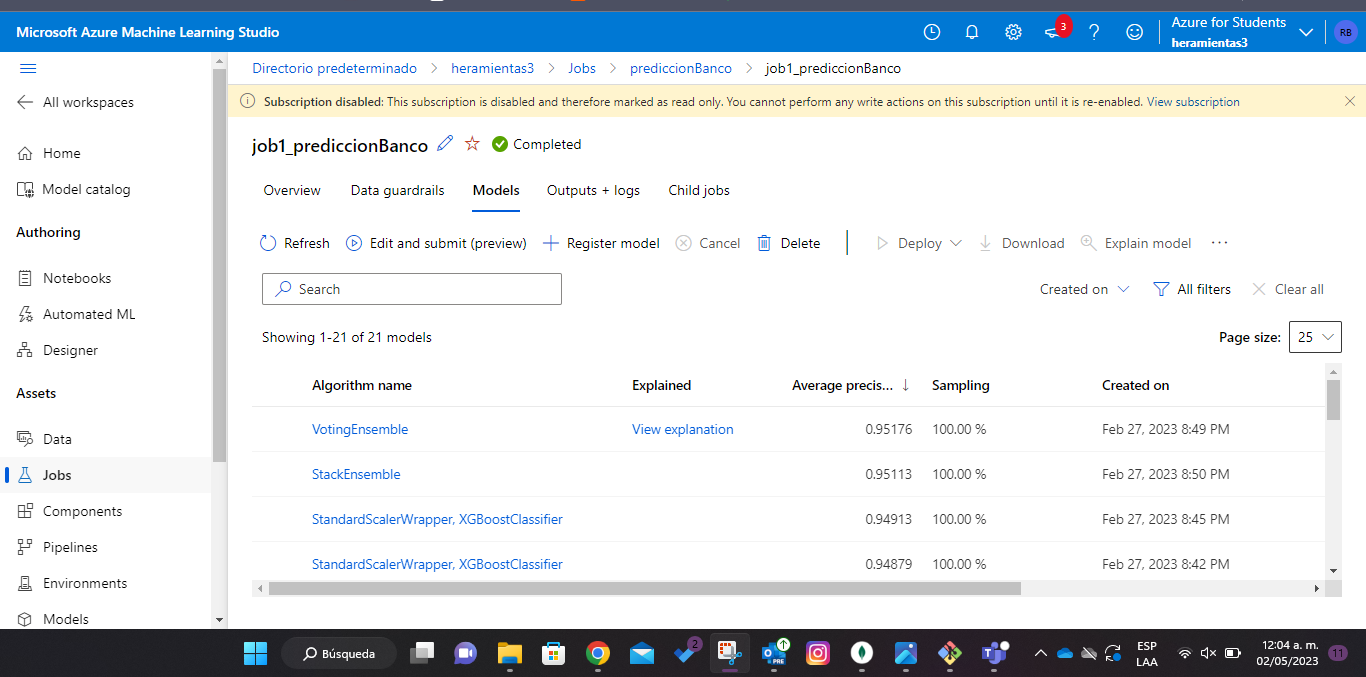 Microsoft Azure Machine Learning Studio
3
Azure for Students
heramientas3
RB
All workspaces
Home
Model catalog
Authoring
Notebooks
Automated ML
Designer
Assets
Data
Jobs
Components
Pipelines
Environments
Models
Directorio predeterminado > heramientas3 > Jobs > prediccionBanco > job1_prediccionBanco
Subscription disabled: This subscription is disabled and therefore marked as read only. You cannot perform any write actions on this subscription until it is re-enabled. View subscription
job1_prediccionBanco Completed
Overview Data guardrails Models Outputs + logs Child jobs
Refresh Edit and submit (preview) Register model Cancel Delete Deploy Download Explain model ...
Search Created on All filters Clear all
Showing 1-21 of 21 models Page size: 25
Algorithm name Explained Average precis... ↓ Sampling Created on
VotingEnsemble View explanation 0.95176 100.00 % Feb 27, 2023 8:49 PM
StackEnsemble 0.95113 100.00 % Feb 27, 2023 8:50 PM
StandardScalerWrapper, XGBoostClassifier 0.94913 100.00 % Feb 27, 2023 8:45 PM
StandardScalerWrapper, XGBoostClassifier 0.94879 100.00 % Feb 27, 2023 8:42 PM
Búsqueda
2
PRE
ESP
LAA
12:04 a. m.
02/05/2023
11